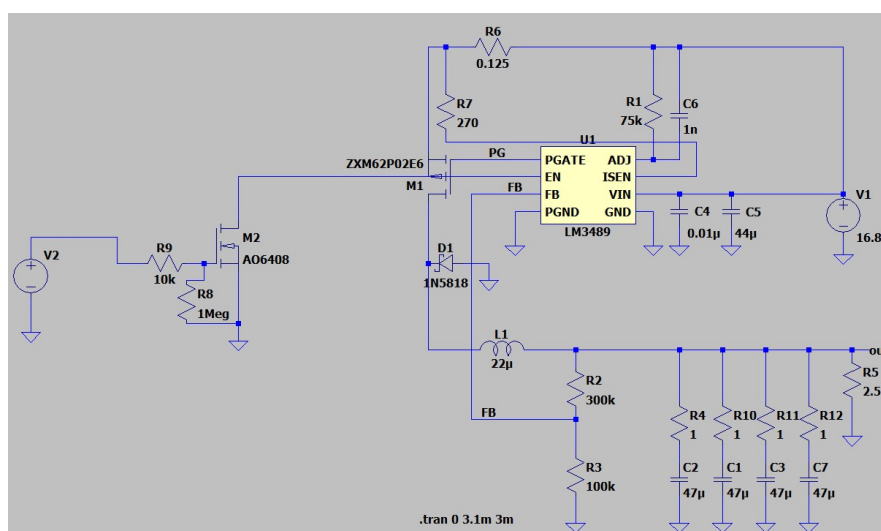 R6
0.125
R7
270
R1
75k
C6
1n
U1
ZXM62P02E6
M1
PG
FB
PGATE ADJ
EN ISEN
FB VIN
PGND GND
LM3489
C4
0.01µ
C5
44µ
V1
16.8
V2
R9
10k
M2
AO6408
R8
1Meg
D1
1N5818
L1
22µ
R2
300k
FB
R3
100k
R4
1
R10
1
R11
1
R12
1
C2
47µ
C1
47µ
C3
47µ
C7
47µ
R5
2.5
.tran 0 3.1m 3m